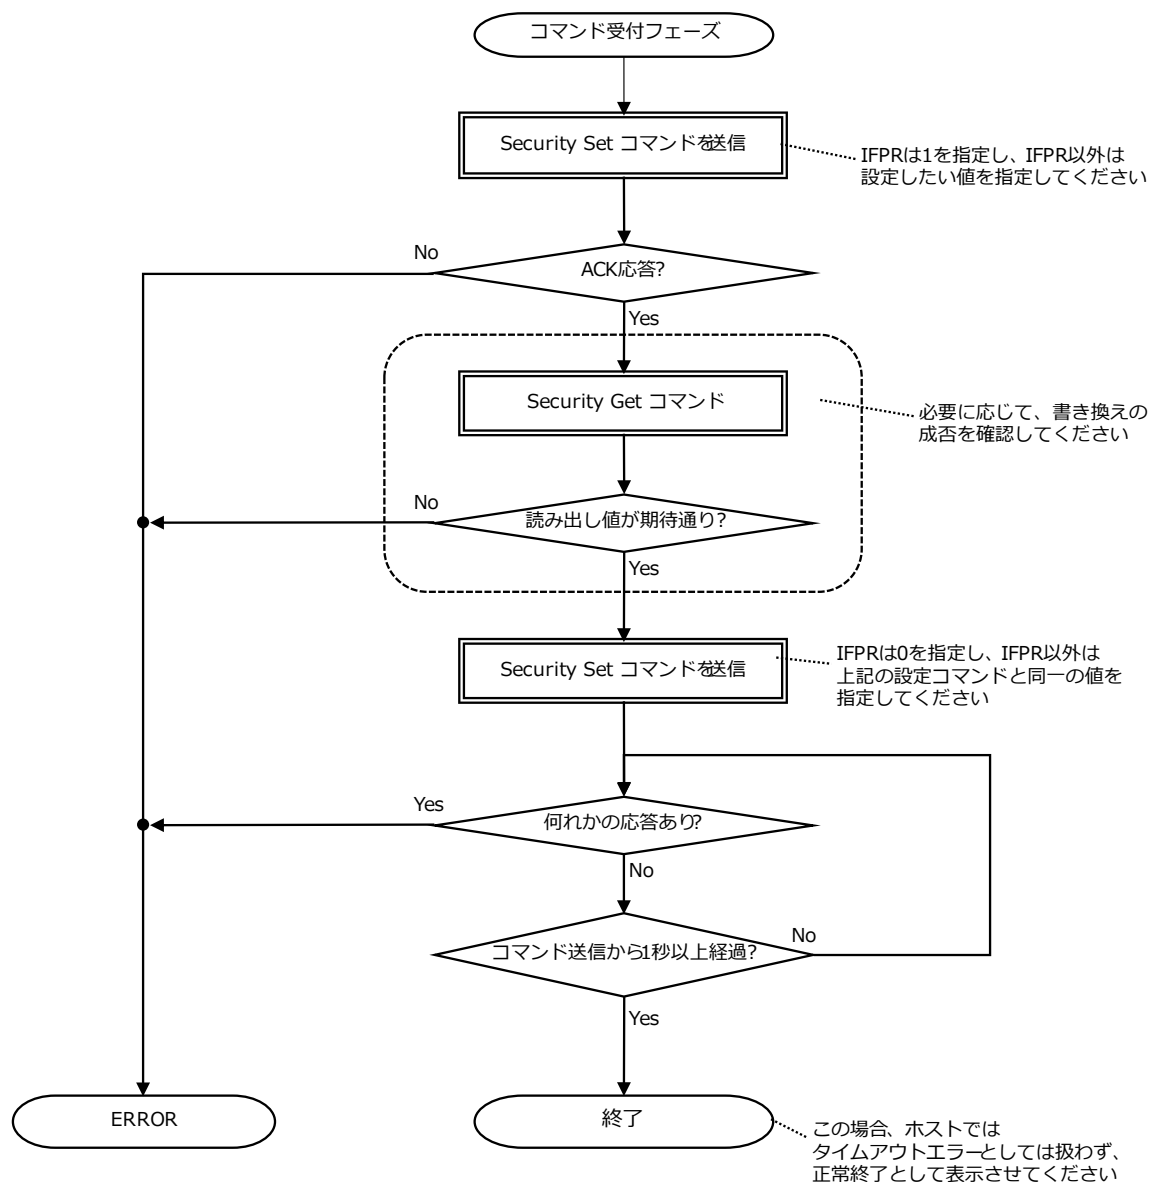 コマンド受付フェーズ
Security Set コマンドを送信
IFPRは1を指定し、IFPR以外は
設定したい値を指定してください
No
ACK応答?
Yes
Security Get コマンド
必要に応じて、書き換えの
成否を確認してください
No
読み出し値が期待通り?
Yes
Security Set コマンドを送信
IFPRは0を指定し、IFPR以外は
上記の設定コマンドと同一の値を
指定してください
Yes
何れかの応答あり?
No
コマンド送信から1秒以上経過?
No
Yes
ERROR
終了
この場合、ホストでは
タイムアウトエラーとしては扱わず、
正常終了として表示させてください